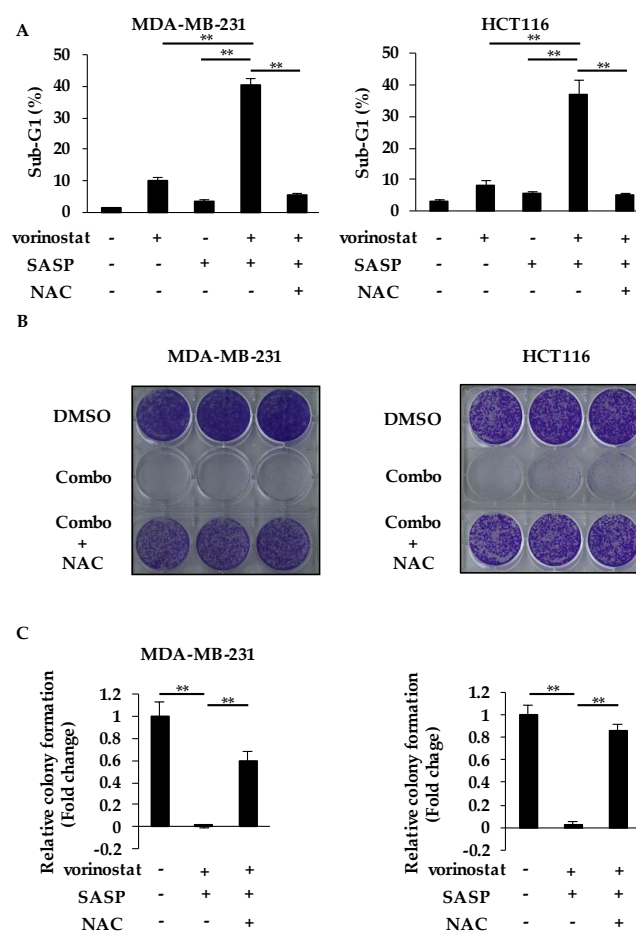 A
MDA-MB-231
HCT116
** ** **
** ** **
Sub-G1 (%)
50
40
30
20
10
0
Sub-G1 (%)
50
40
30
20
10
0
vorinostat - + - + +
SASP - - + + +
NAC - - - - +
vorinostat - + - + +
SASP - - + + +
NAC - - - - +
B
MDA-MB-231
HCT116
DMSO
Combo
Combo
+
NAC
DMSO
Combo
Combo
+
NAC
C
MDA-MB-231
** **
** **
Relative colony formation
(Fold change)
1.2
1
0.8
0.6
0.4
0.2
0
-0.2
Relative colony formation
(Fold chage)
1.2
1
0.8
0.6
0.4
0.2
0
-0.2
vorinostat - + +
SASP - + +
NAC - - +
vorinostat - + +
SASP - + +
NAC - - +